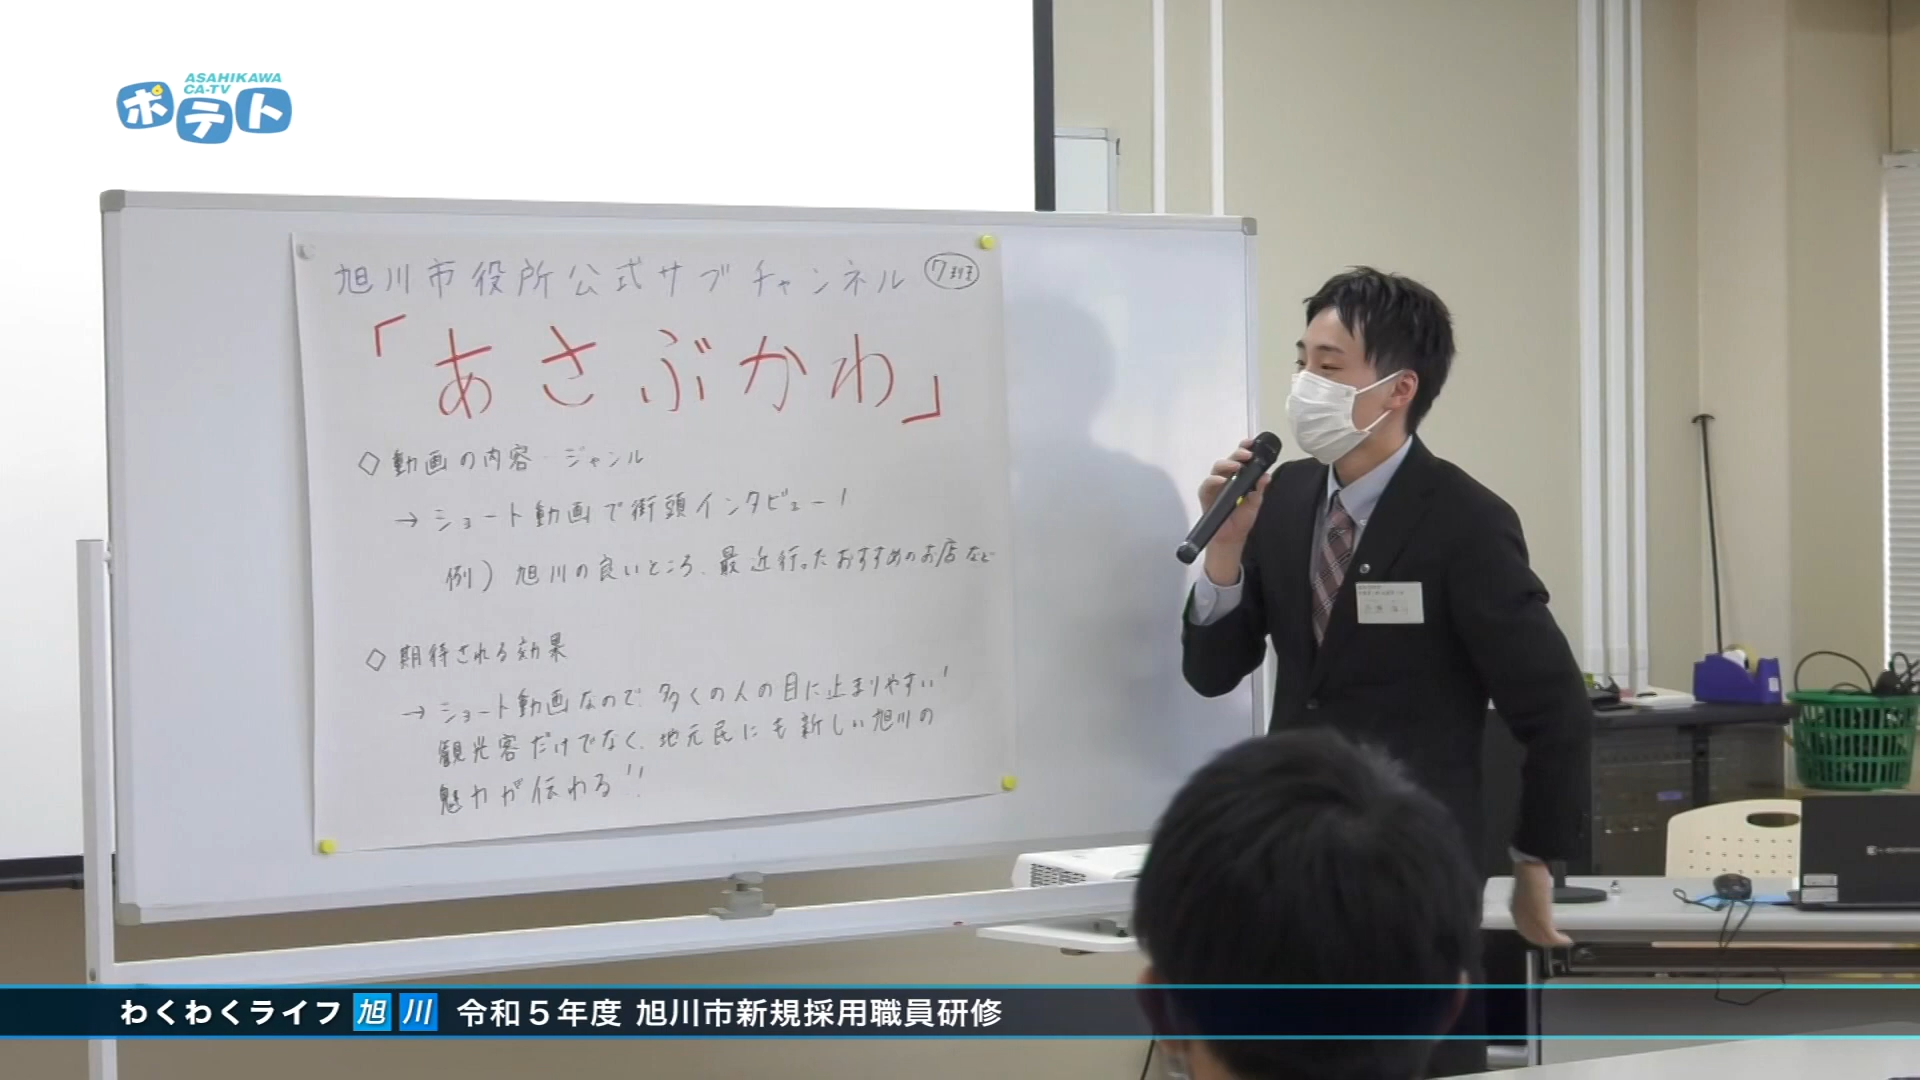 ASAHIKAWA
CA-TV
ポテト
旭川市役所公式サブチャンネル 7班
「あさぶかわ」
◇動画の内容・ジャンル
→ショート動画で街頭インタビュー!
例) 旭川の良いところ、最近行ったおすすめのお店など
◇期待される効果
→ショート動画なので、多くの人の目に止まりやすい!
観光客だけでなく、地元民にも新しい旭川の
魅力が伝わる!!
わくわくライフ旭川 令和5年度 旭川市新規採用職員研修